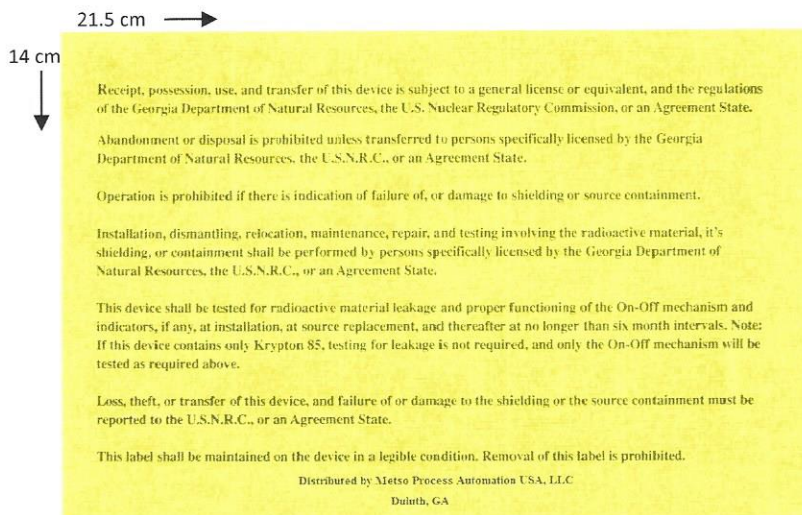 21.5 cm
14 cm
Receipt, possession, use, and transfer of this device is subject to a general license or equivalent, and the regulations
of the Georgia Department of Natural Resources, the U.S. Nuclear Regulatory Commission, or an Agreement State.
Abandonment or disposal is prohibited unless transferred to persons specifically licensed by the Georgia
Department of Natural Resources, the U.S.N.R.C., or an Agreement State.
Operation is prohibited if there is indication of failure of, or damage to shielding or source containment.
Installation, dismantling, relocation, maintenance, repair, and testing involving the radioactive material, it's
shielding, or containment shall be performed by persons specifically licensed by the Georgia Department of
Natural Resources, the U.S.N.R.C., or an Agreement State.
This device shall be tested for radioactive material leakage and proper functioning of the On-Off mechanism and
indicators, if any, at installation, at source replacement, and thereafter at no longer than six month intervals. Note:
If this device contains only Krypton 85, testing for leakage is not required, and only the On-Off mechanism will be
tested as required above.
Loss, theft, or transfer of this device, and failure of or damage to the shielding or the source containment must be
reported to the U.S.N.R.C., or an Agreement State.
This label shall be maintained on the device in a legible condition. Removal of this label is prohibited.
Distributed by Metso Process Automation USA, LLC
Duluth, GA